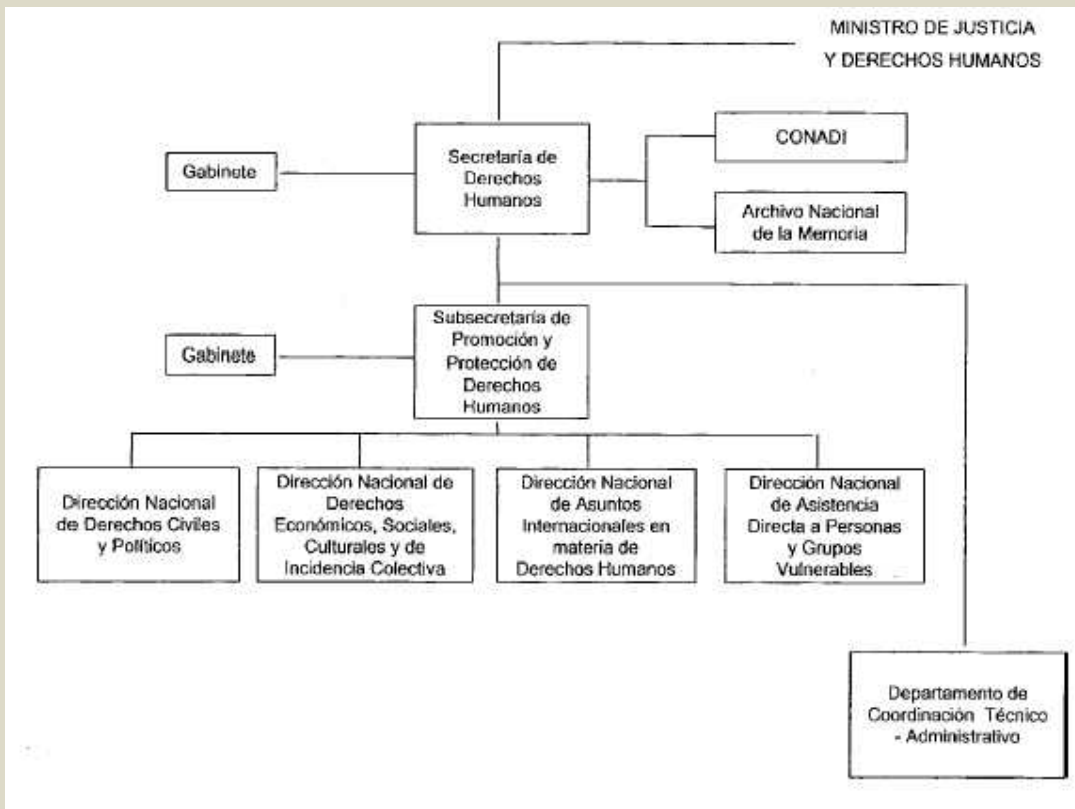 MINISTRO DE JUSTICIA
Y DERECHOS HUMANOS
Secretaría de
Derechos
Humanos
Gabinete
CONADI
Archivo Nacional
de la Memoria
Subsecretaría de
Promoción y
Protección de
Derechos
Humanos
Gabinete
Dirección Nacional
de Derechos Civiles
y Políticos
Dirección Nacional de
Derechos
Económicos, Sociales,
Culturales y de
Incidencia Colectiva
Dirección Nacional
de Asuntos
Internacionales en
materia de
Derechos Humanos
Dirección Nacional
de Asistencia
Directa a Personas
y Grupos
Vulnerables
Departamento de
Coordinación Técnico
- Administrativo